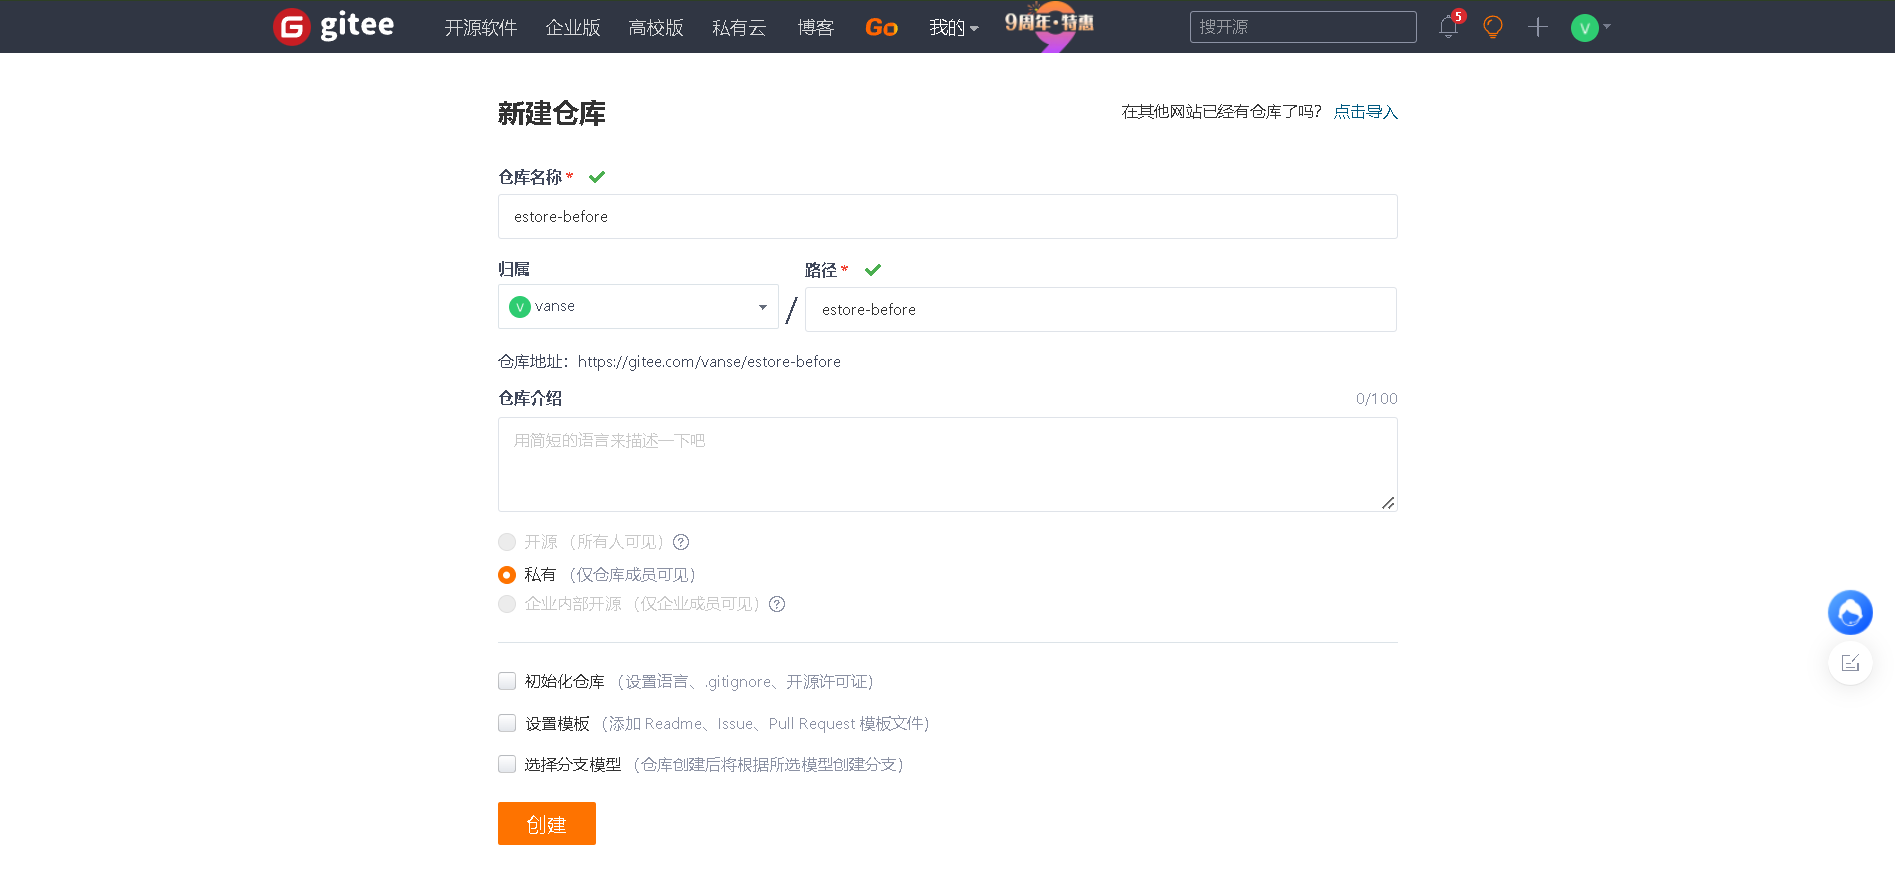 gitee 开源软件 企业版 高校版 私有云 博客 Go 我的 9周年·特惠 搜开源 5 V
新建仓库 在其他网站已经有仓库了吗? 点击导入
仓库名称 *
estore-before
归属 路径 *
V vanse / estore-before
仓库地址：https://gitee.com/vanse/estore-before
仓库介绍 0/100
用简短的语言来描述一下吧
开源 （所有人可见） ?
私有 （仅仓库成员可见）
企业内部开源 （仅企业成员可见） ?
初始化仓库 （设置语言、.gitignore、开源许可证）
设置模板 （添加 Readme、Issue、Pull Request 模板文件）
选择分支模型 （仓库创建后将根据所选模型创建分支）
创建